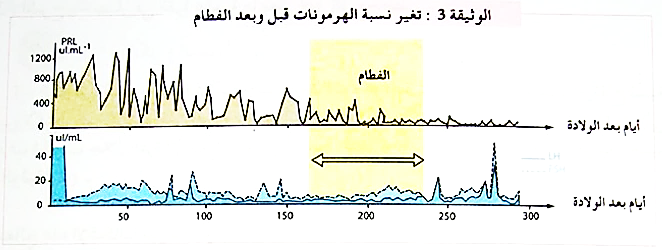 الوثيقة 3 : تغير نسبة الهرمونات قبل وبعد الفطام
PRL
uI.mL⁻¹
1200
800
400
0
الفطام
أيام بعد الولادة
uI/mL
40
20
0
50
100
150
200
250
300
أيام بعد الولادة